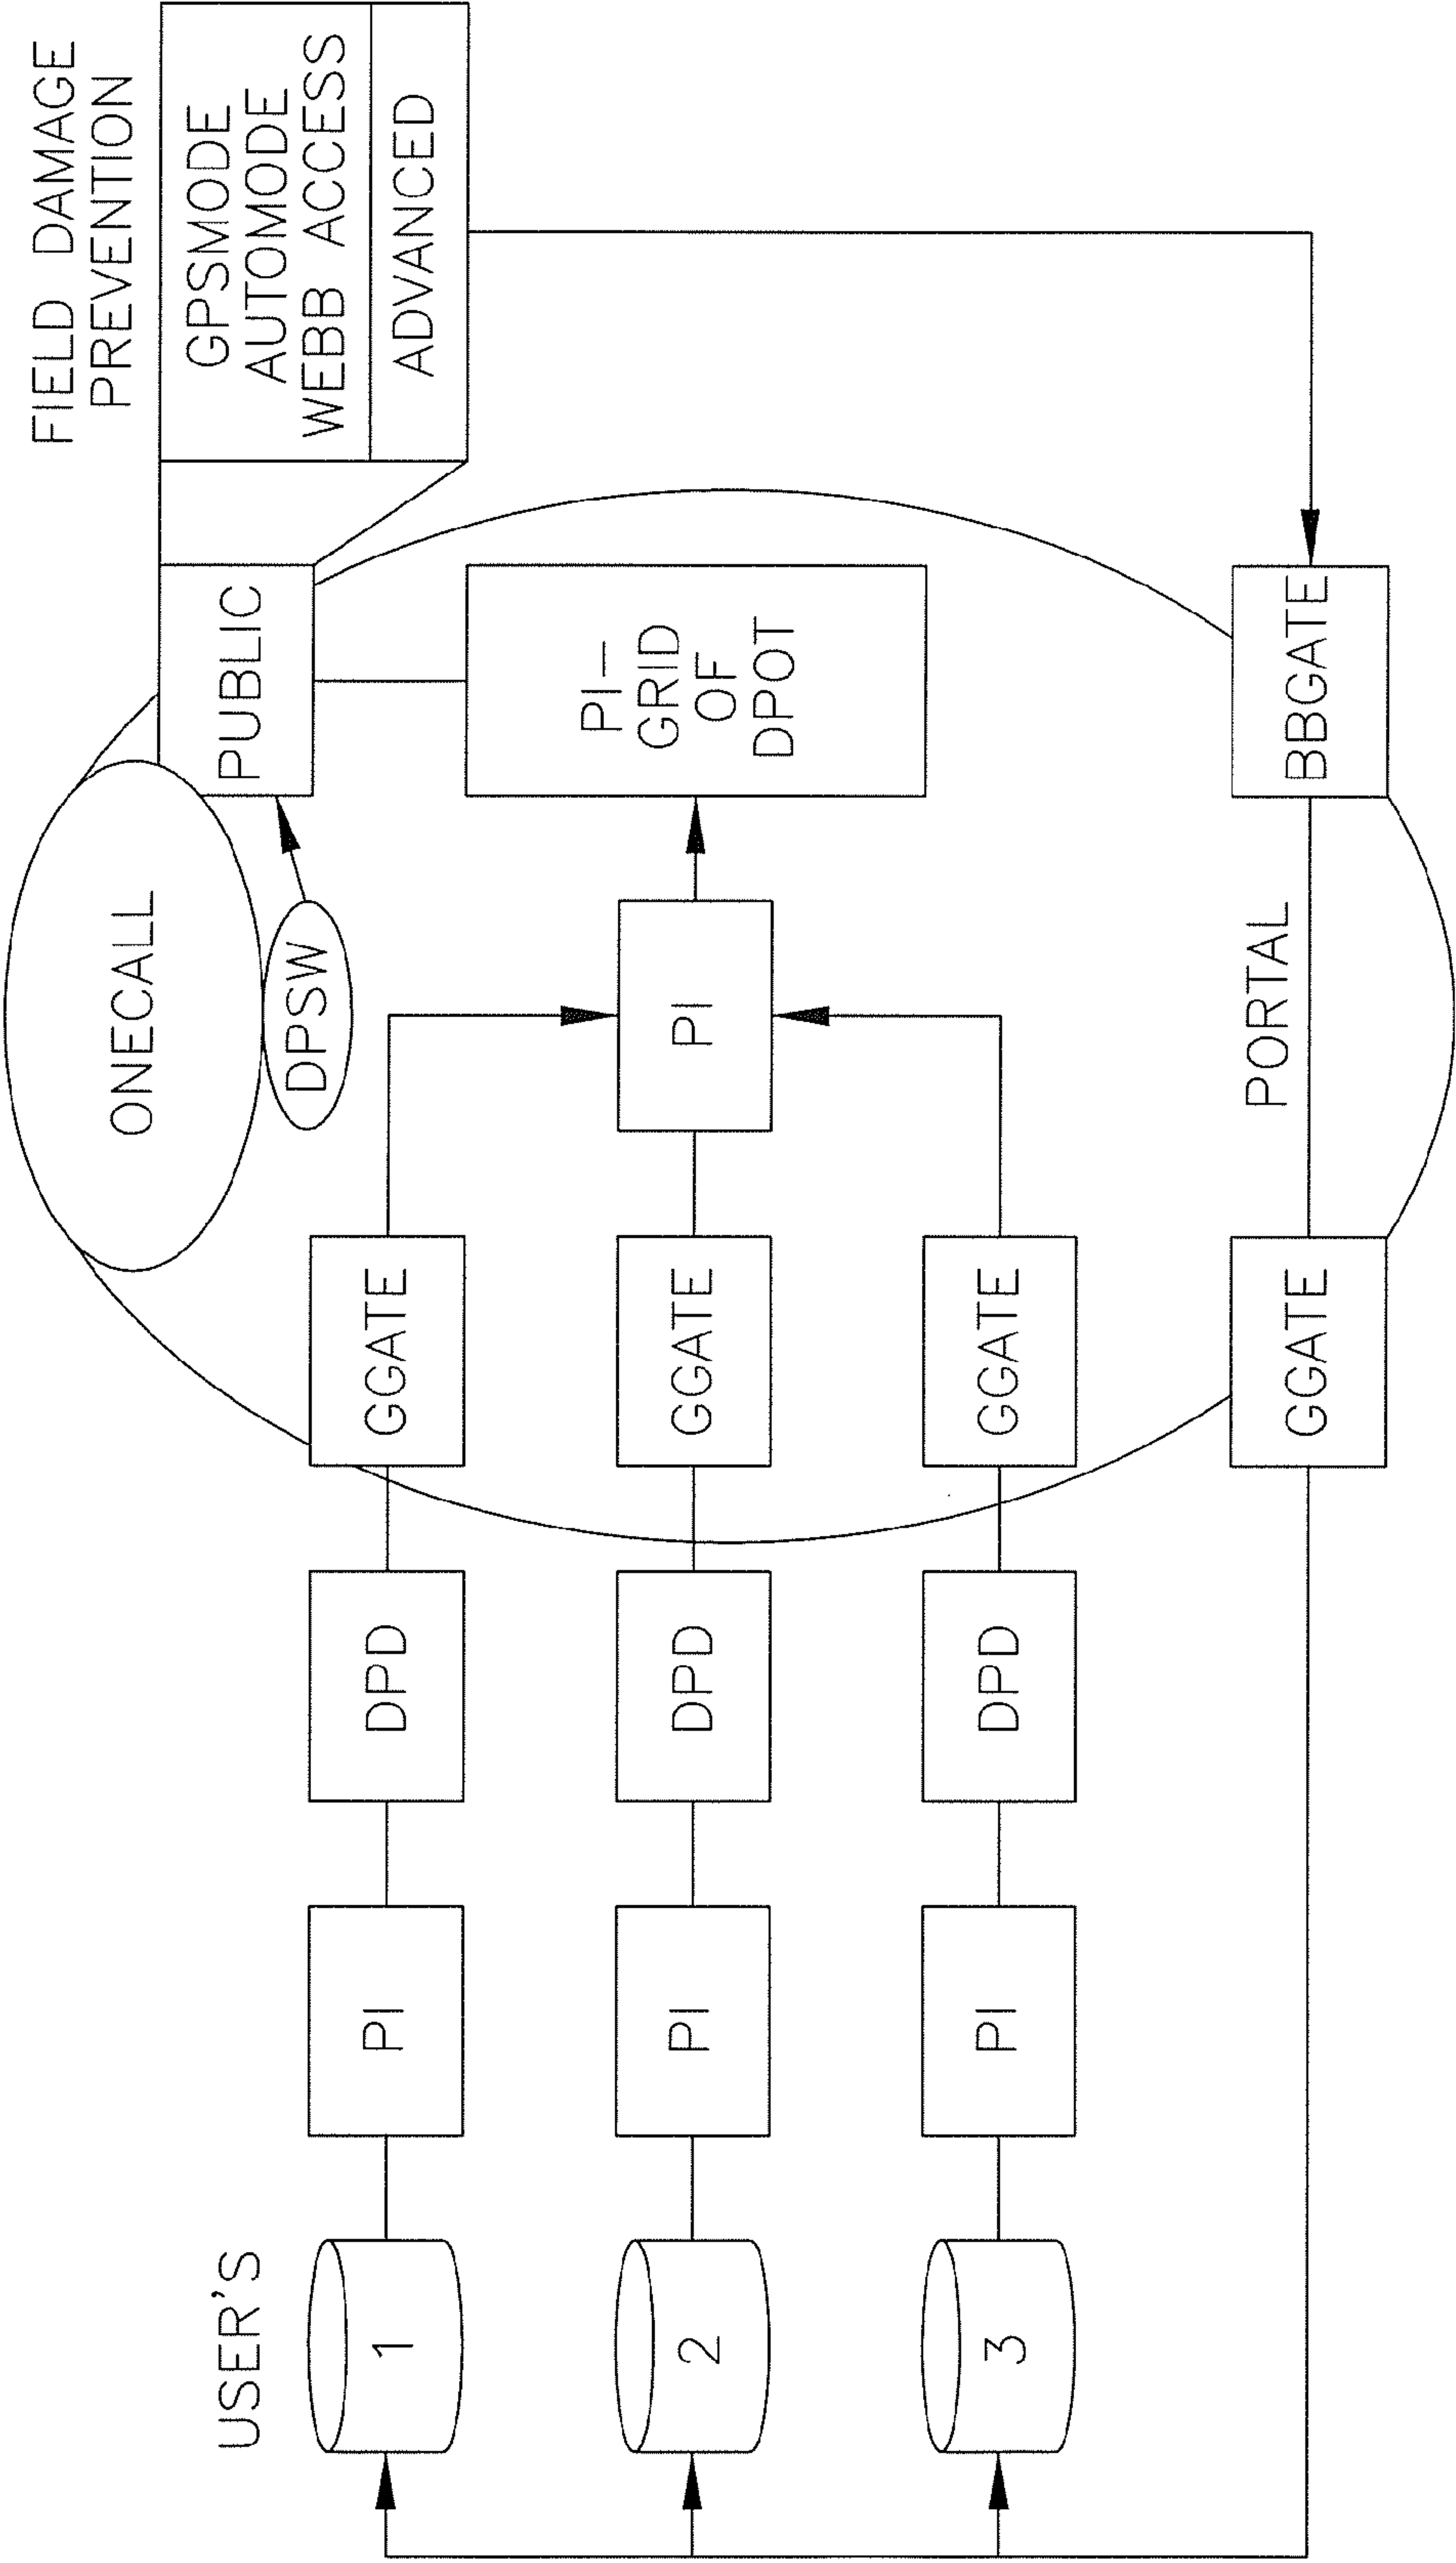 FIELD DAMAGE
PREVENTION
GPSMODE
AUTOMODE
WEBB ACCESS
ADVANCED
ONECALL
DPSW
PUBLIC
USER'S
1
PI
DPD
GGATE
2
PI
DPD
GGATE
PI
PI-
GRID
OF
DPOT
3
PI
DPD
GGATE
GGATE
PORTAL
BBGATE